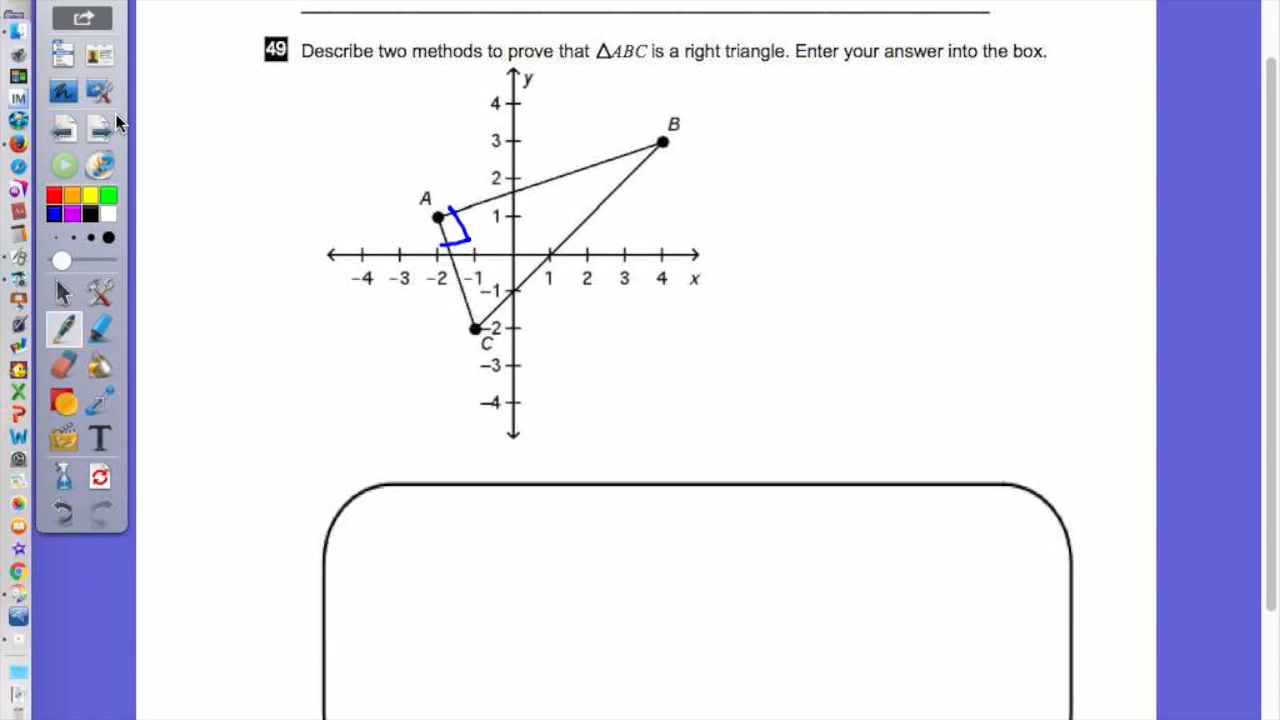 49 Describe two methods to prove that △ABC is a right triangle. Enter your answer into the box.
y
4
B
3
2
A
1
−4 −3 −2 −1 1 2 3 4 x
−1
−2
C
−3
−4
IM
X
P
W
T